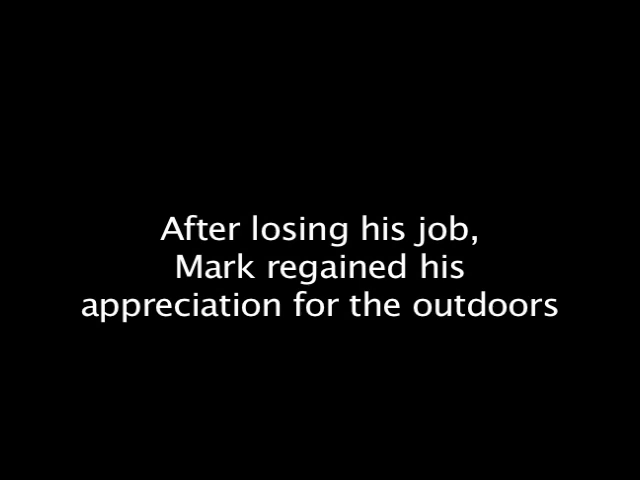 After losing his job,
Mark regained his
appreciation for the outdoors